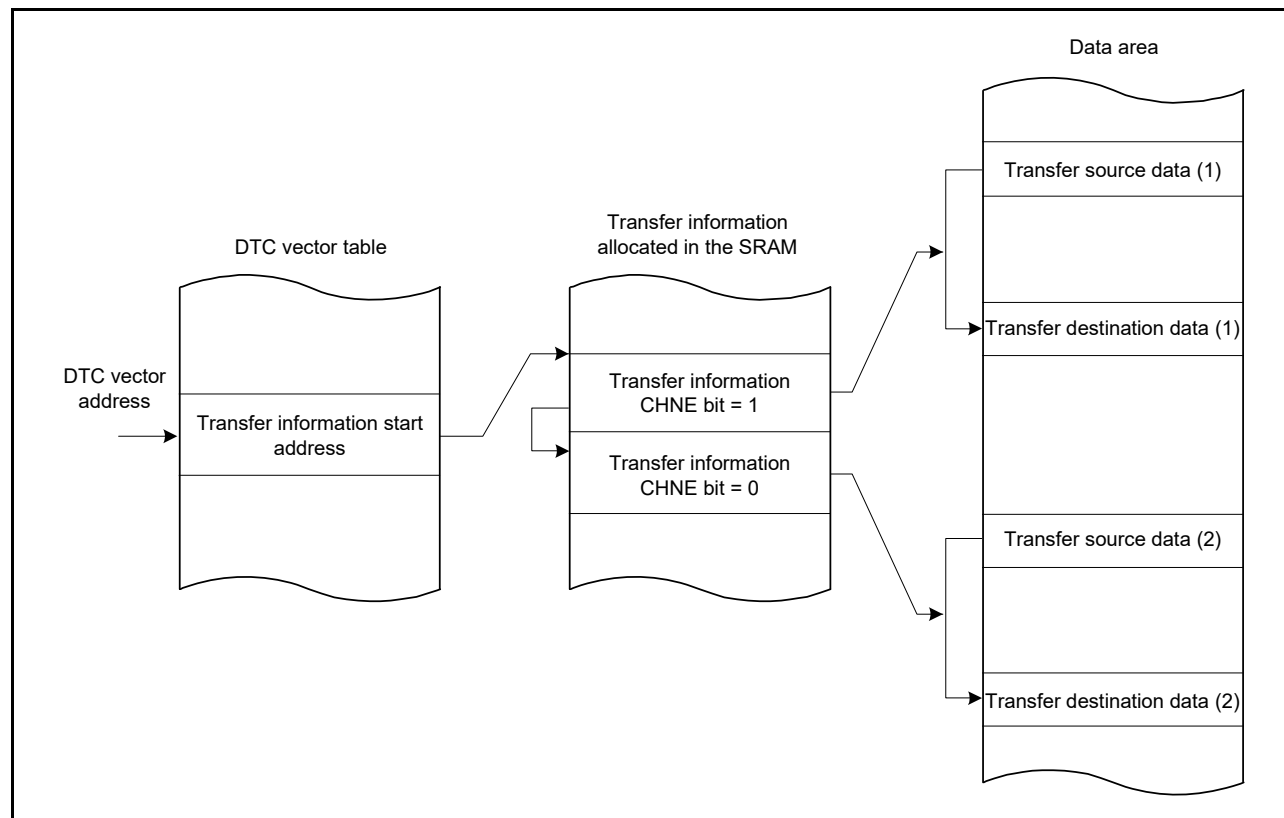 Data area
Transfer source data (1)
Transfer information
allocated in the SRAM
DTC vector table
Transfer destination data (1)
DTC vector
address
Transfer information start
address
Transfer information
CHNE bit = 1
Transfer information
CHNE bit = 0
Transfer source data (2)
Transfer destination data (2)